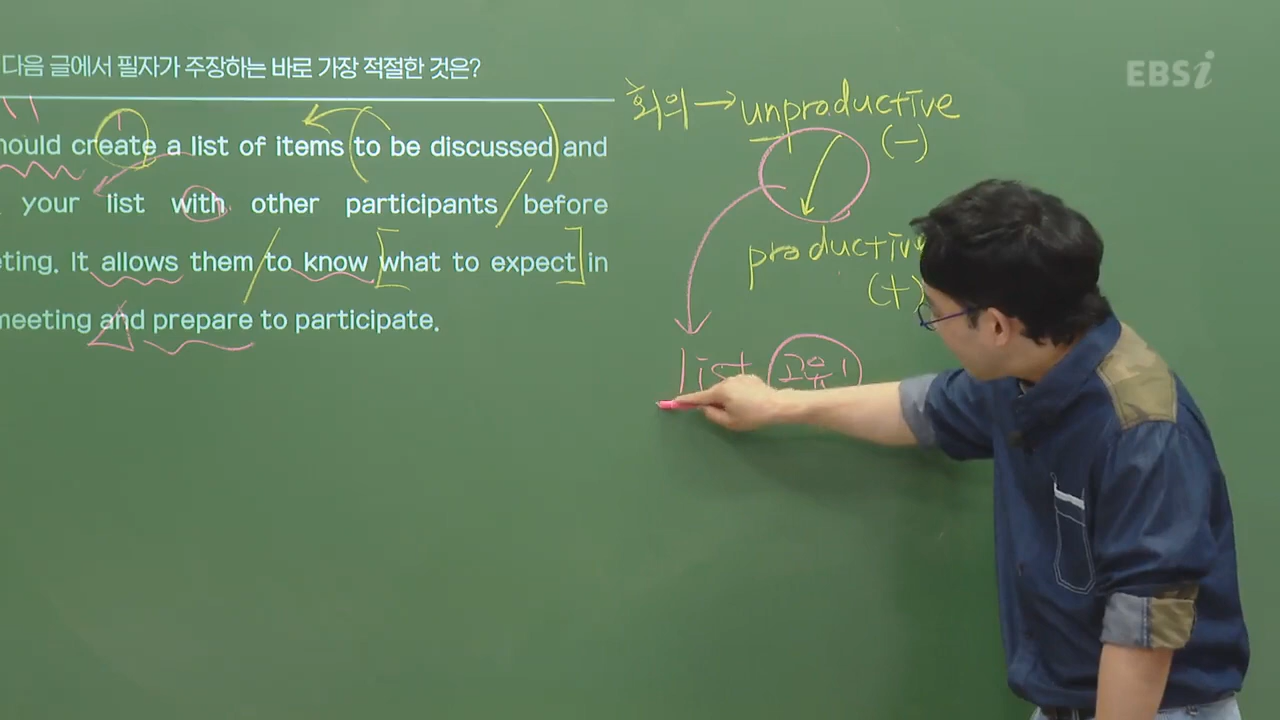 다음 글에서 필자가 주장하는 바로 가장 적절한 것은?
EBSi
회의 → unproductive
(-)
ould create a list of items (to be discussed) and
your list with other participants / before
eting. It allows them / to know [what to expect] in
meeting and prepare to participate.
productive
(+)
list 공유!